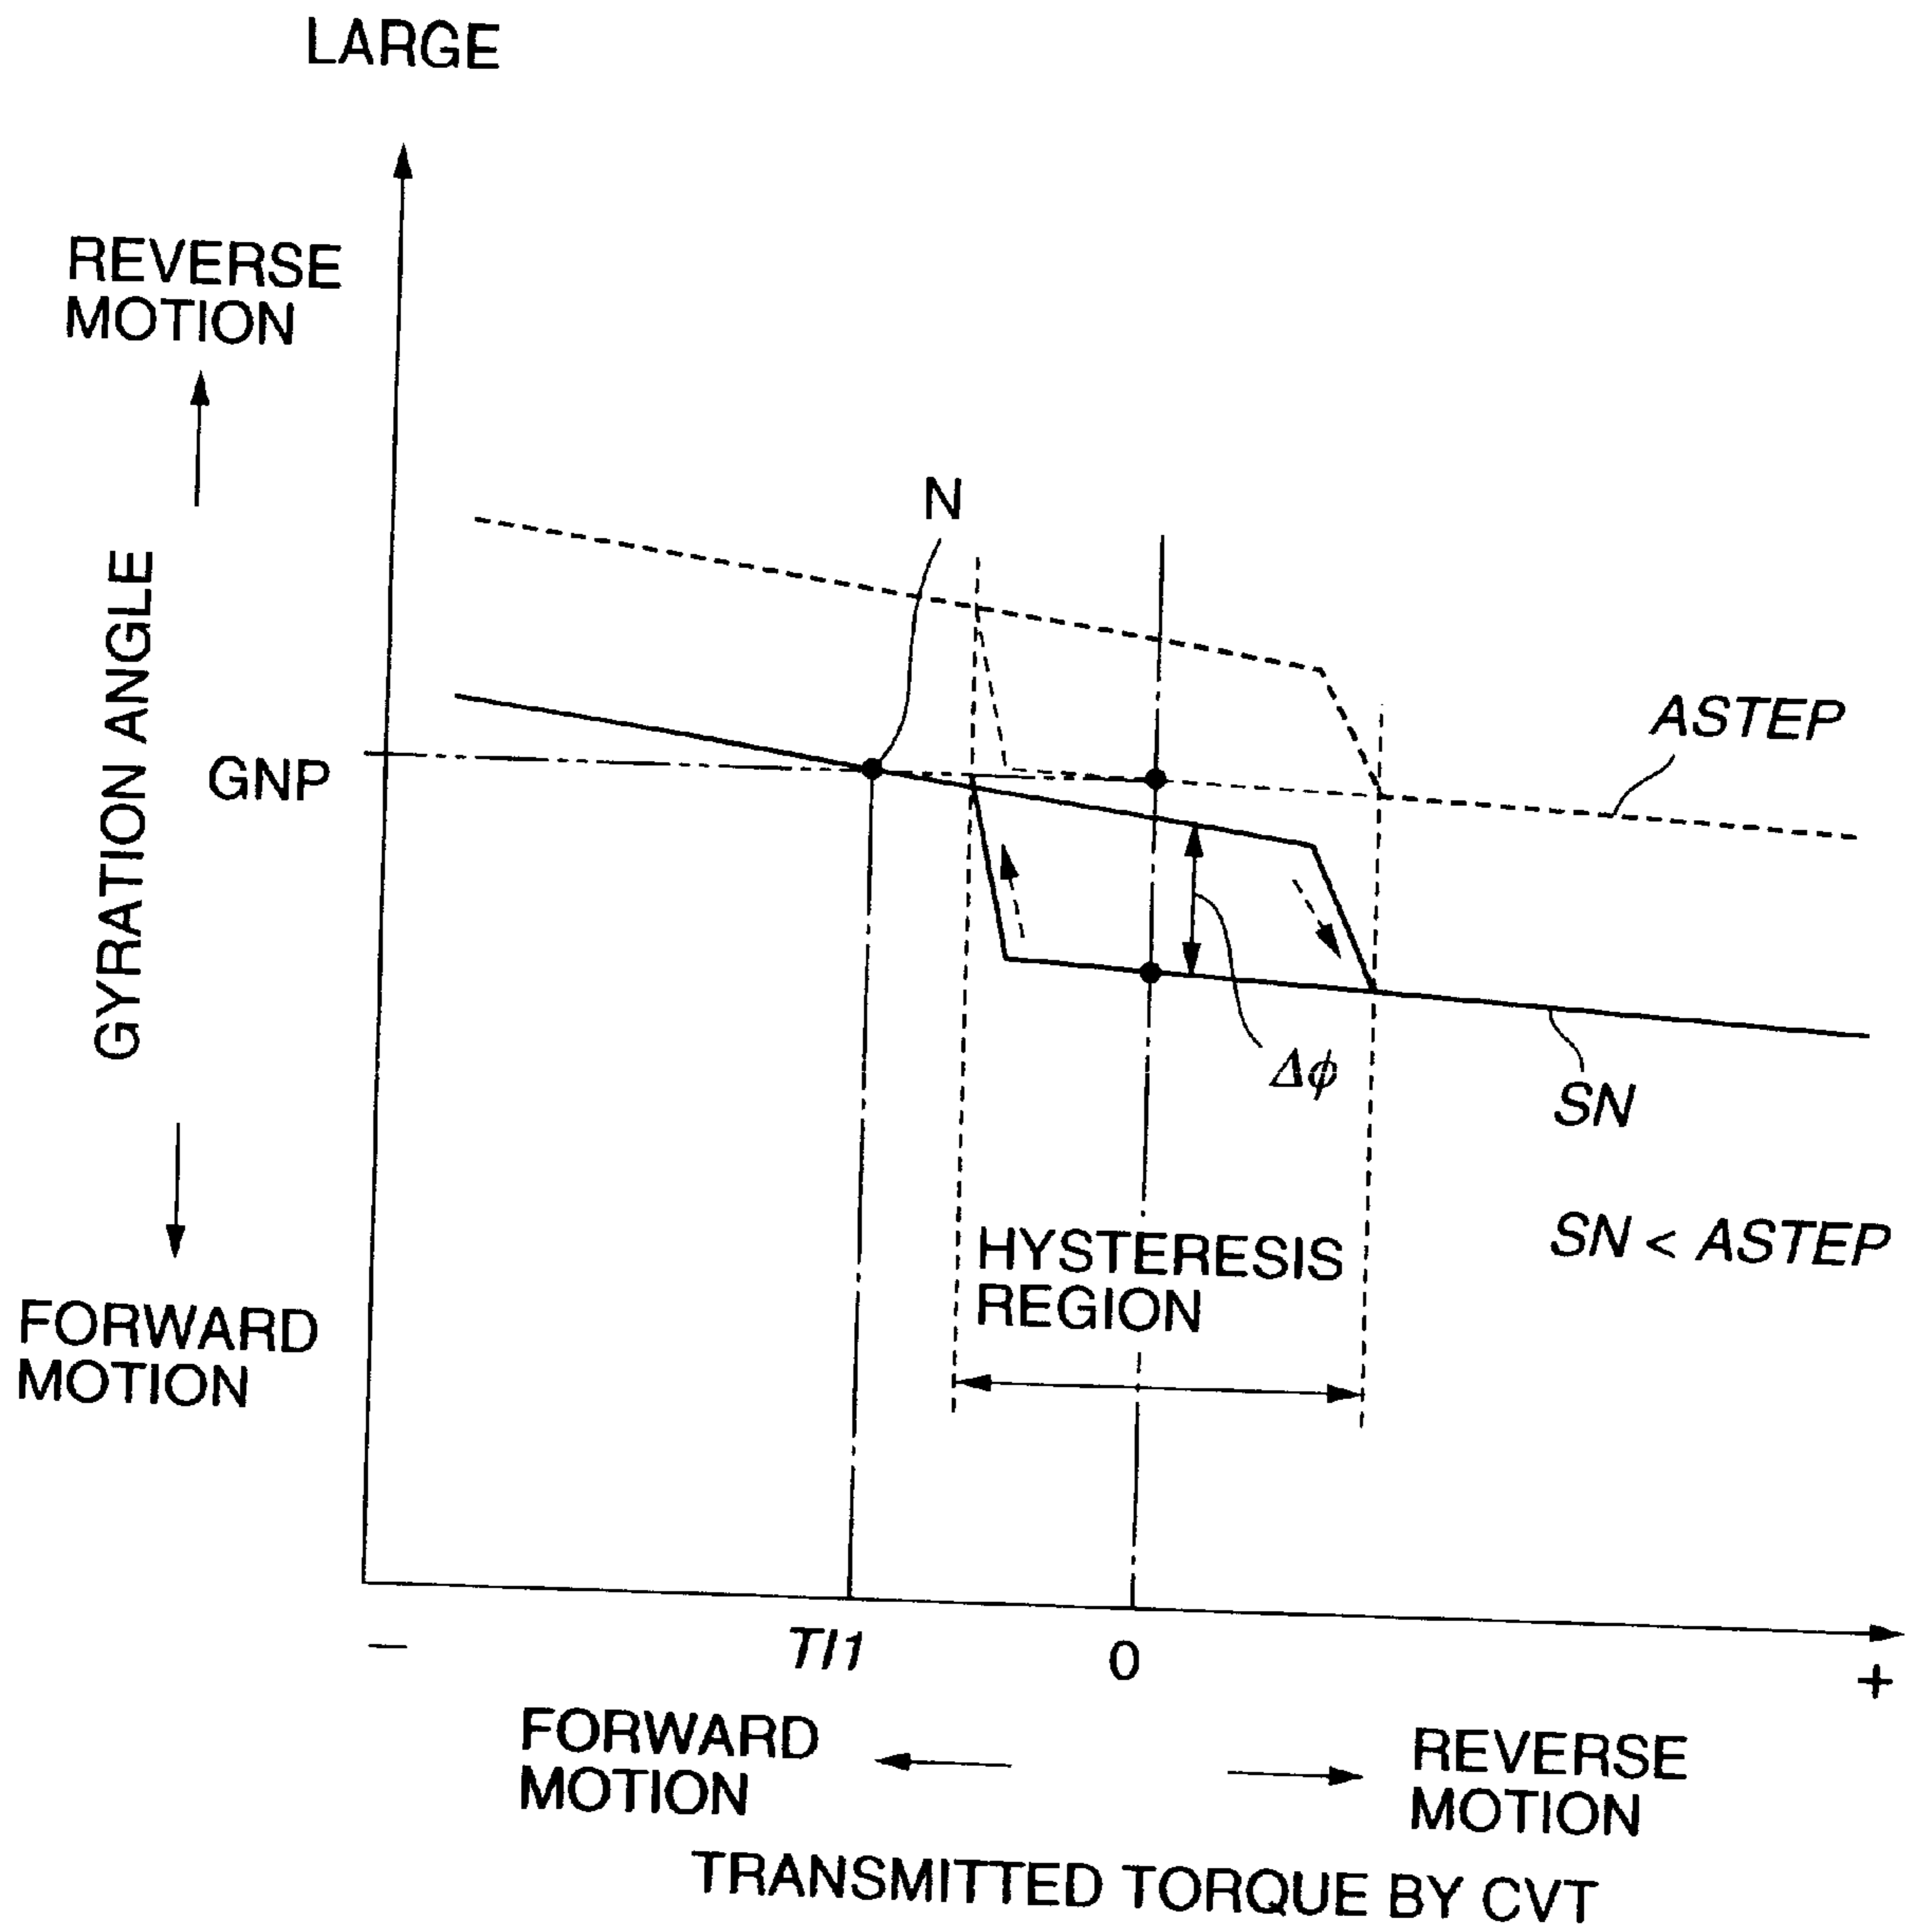 LARGE
REVERSE
MOTION
N
GYRATION ANGLE
ASTEP
GNP
Δϕ
SN
SN < ASTEP
HYSTERESIS
REGION
FORWARD
MOTION
−
TI1
0
+
FORWARD
MOTION
REVERSE
MOTION
TRANSMITTED TORQUE BY CVT